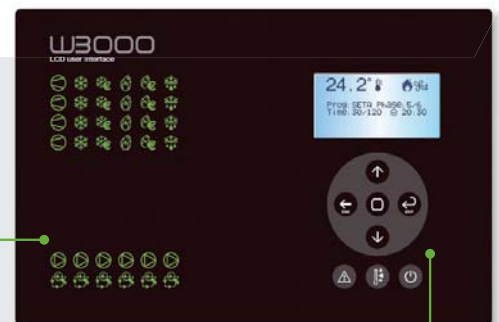 W3000
LCD user interface
24.2°
Prog:SETA Phase:5/6
Time:30/120 20:30